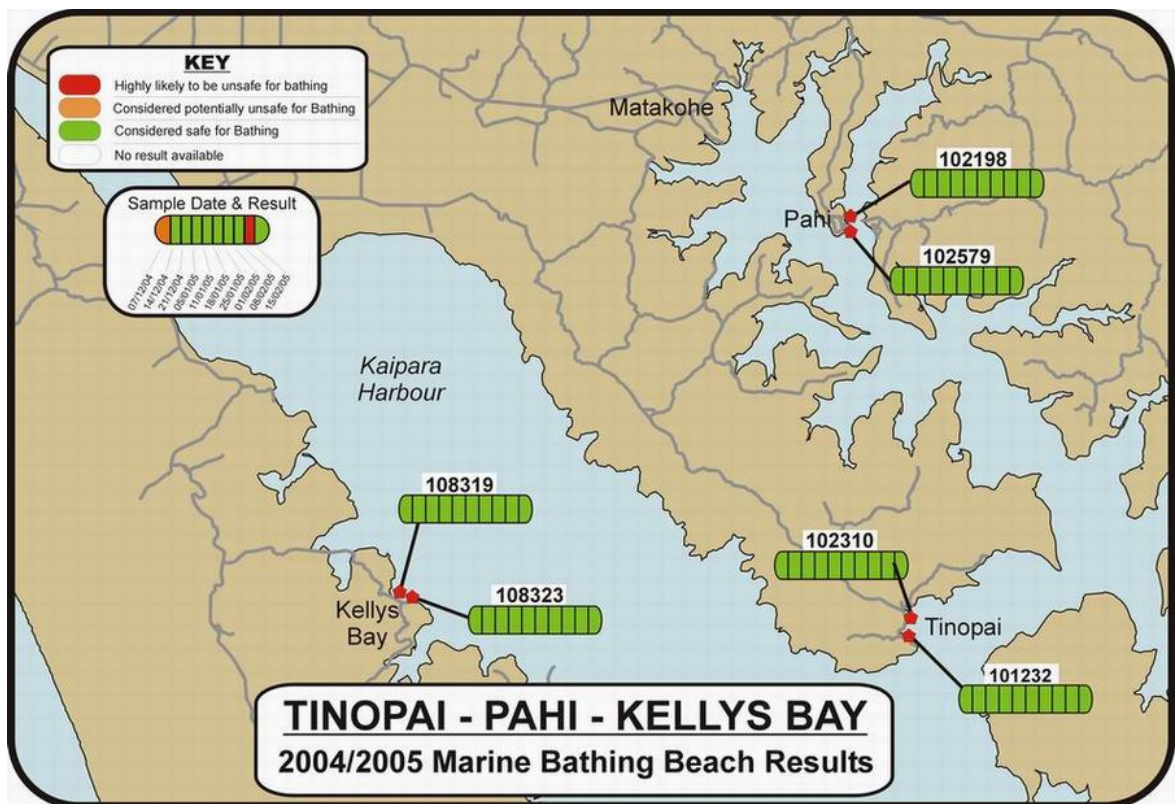 KEY
Highly likely to be unsafe for bathing
Considered potentially unsafe for Bathing
Considered safe for Bathing
No result available
Sample Date & Result
07/12/04
14/12/04
21/12/04
05/01/05
11/01/05
18/01/05
25/01/05
01/02/05
08/02/05
15/02/05
Matakohe
102198
Pahi
102579
Kaipara
Harbour
108319
102310
108323
Kellys
Bay
Tinopai
101232
TINOPAI - PAHI - KELLYS BAY
2004/2005 Marine Bathing Beach Results